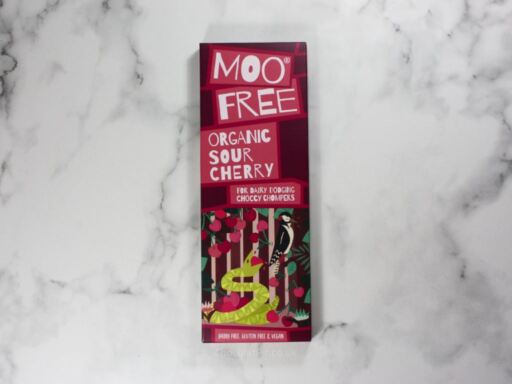 MOO®
FREE
ORGANIC
SOUR
CHERRY
FOR DAIRY DODGING
CHOCCY CHOMPERS
DAIRY FREE, GLUTEN FREE & VEGAN